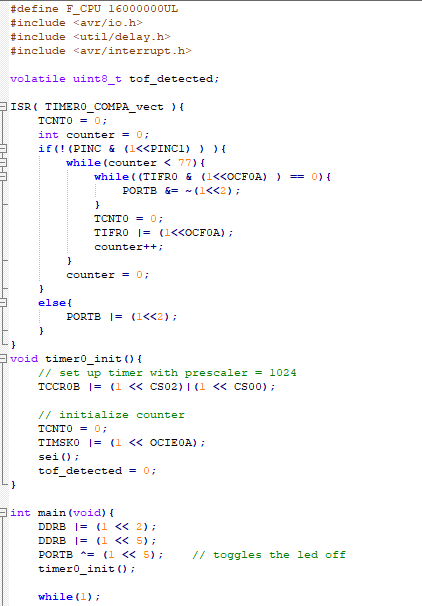 #define F_CPU 16000000UL
#include <avr/io.h>
#include <util/delay.h>
#include <avr/interrupt.h>

volatile uint8_t tof_detected;

ISR( TIMER0_COMPA_vect ){
    TCNT0 = 0;
    int counter = 0;
    if(!(PINC & (1<<PINC1) ) ){
        while(counter < 77){
            while((TIFR0 & (1<<OCF0A) ) == 0){
                PORTB &= ~(1<<2);
            }
            TCNT0 = 0;
            TIFR0 |= (1<<OCF0A);
            counter++;
        }
        counter = 0;
    }
    else{
        PORTB |= (1<<2);
    }
}
void timer0_init(){
    // set up timer with prescaler = 1024
    TCCR0B |= (1 << CS02)|(1 << CS00);

    // initialize counter
    TCNT0 = 0;
    TIMSK0 |= (1 << OCIE0A);
    sei();
    tof_detected = 0;
}

int main(void){
    DDRB |= (1 << 2);
    DDRB |= (1 << 5);
    PORTB ^= (1 << 5);    // toggles the led off
    timer0_init();

    while(1);